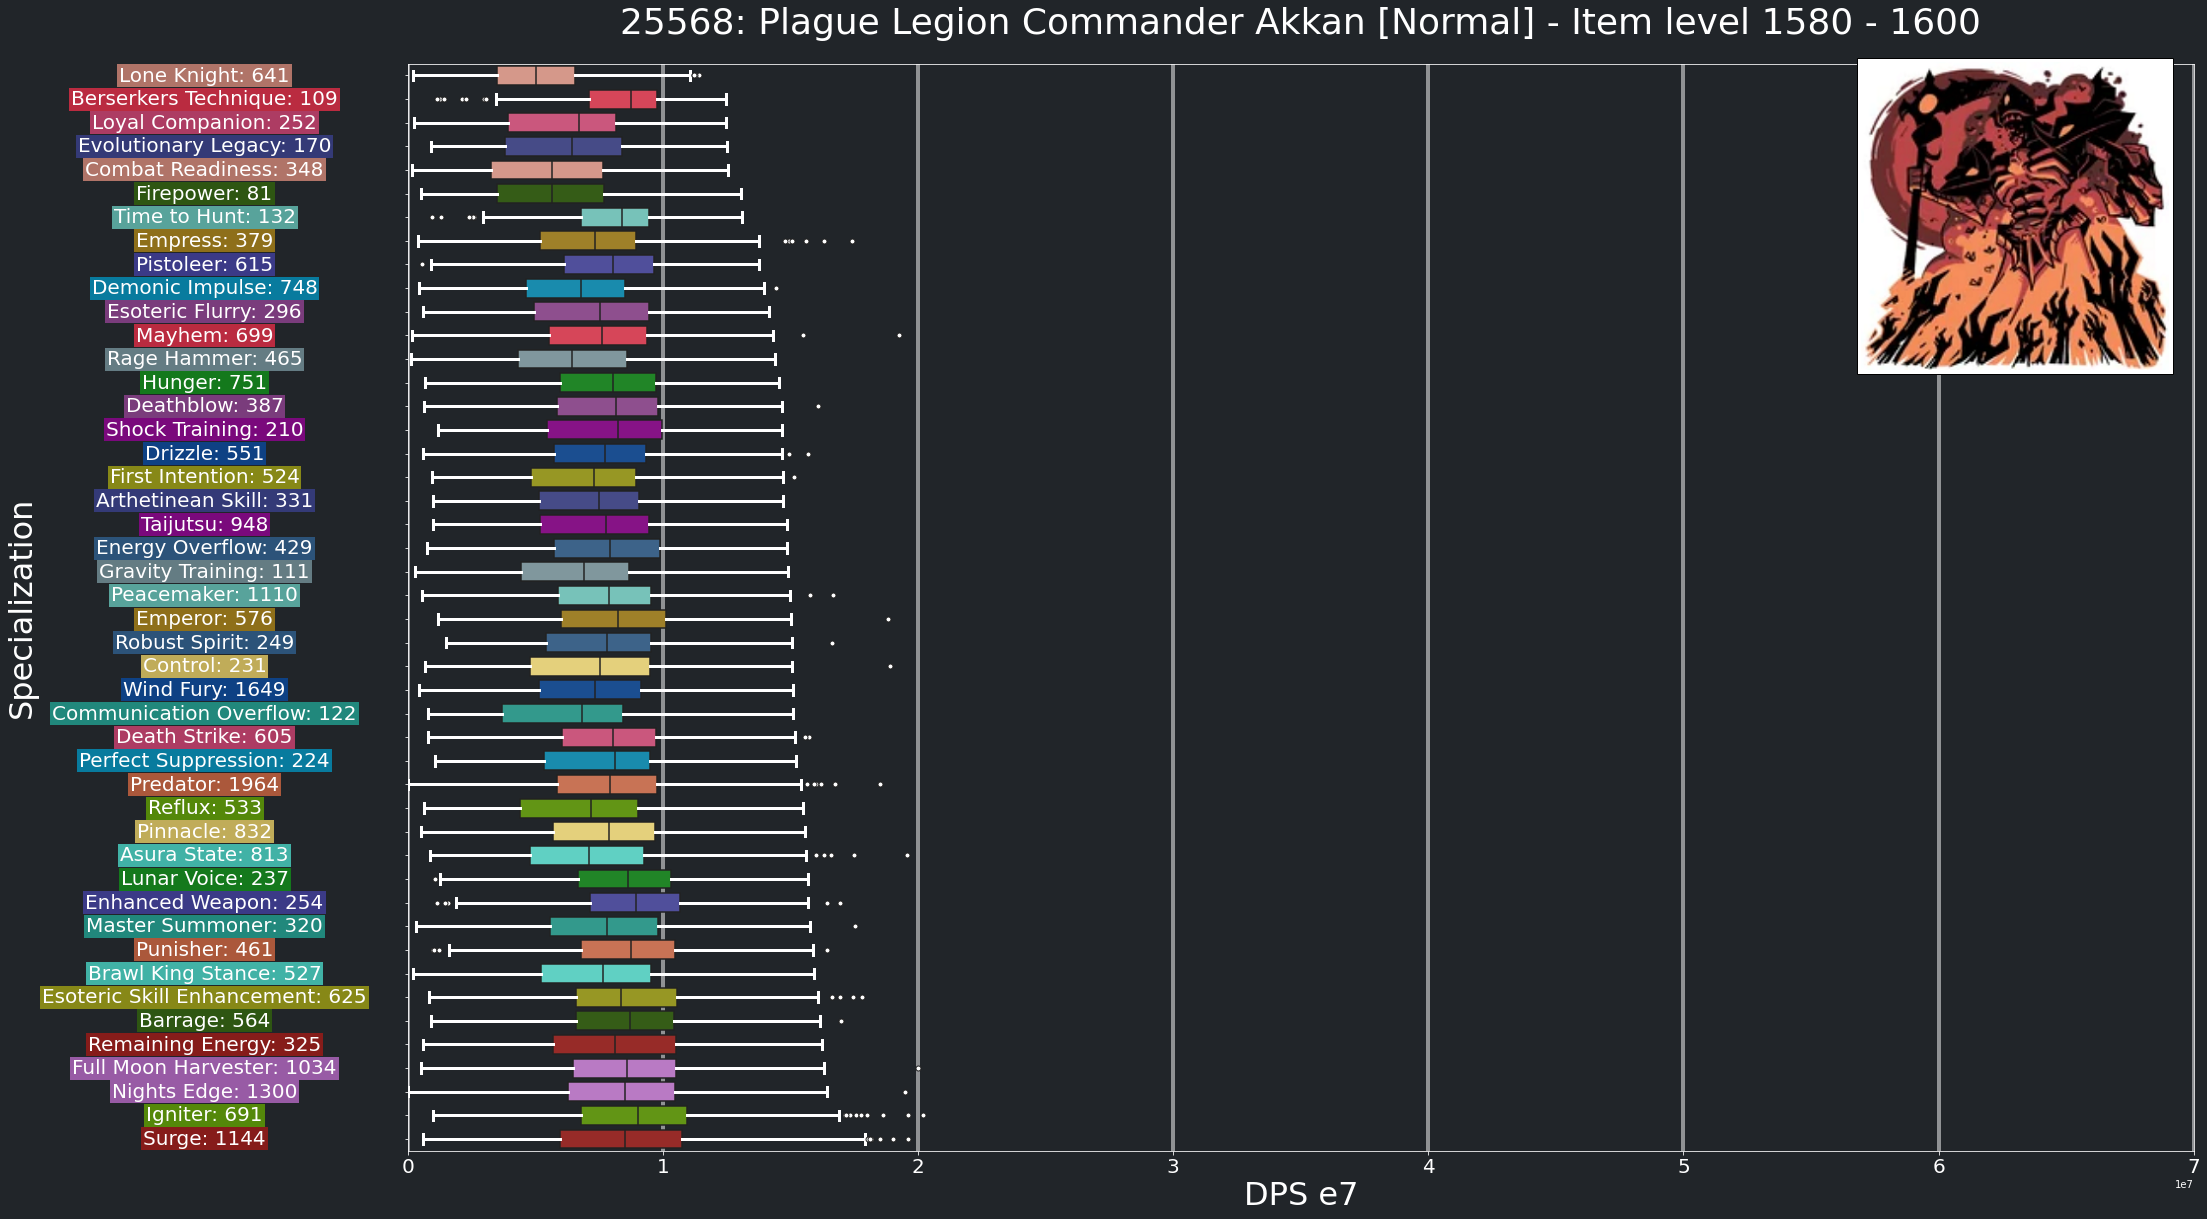 25568: Plague Legion Commander Akkan [Normal] - Item level 1580 - 1600
Specialization
Lone Knight: 641
Berserkers Technique: 109
Loyal Companion: 252
Evolutionary Legacy: 170
Combat Readiness: 348
Firepower: 81
Time to Hunt: 132
Empress: 379
Pistoleer: 615
Demonic Impulse: 748
Esoteric Flurry: 296
Mayhem: 699
Rage Hammer: 465
Hunger: 751
Deathblow: 387
Shock Training: 210
Drizzle: 551
First Intention: 524
Arthetinean Skill: 331
Taijutsu: 948
Energy Overflow: 429
Gravity Training: 111
Peacemaker: 1110
Emperor: 576
Robust Spirit: 249
Control: 231
Wind Fury: 1649
Communication Overflow: 122
Death Strike: 605
Perfect Suppression: 224
Predator: 1964
Reflux: 533
Pinnacle: 832
Asura State: 813
Lunar Voice: 237
Enhanced Weapon: 254
Master Summoner: 320
Punisher: 461
Brawl King Stance: 527
Esoteric Skill Enhancement: 625
Barrage: 564
Remaining Energy: 325
Full Moon Harvester: 1034
Nights Edge: 1300
Igniter: 691
Surge: 1144
0 1 2 3 4 5 6 7
1e7
DPS e7